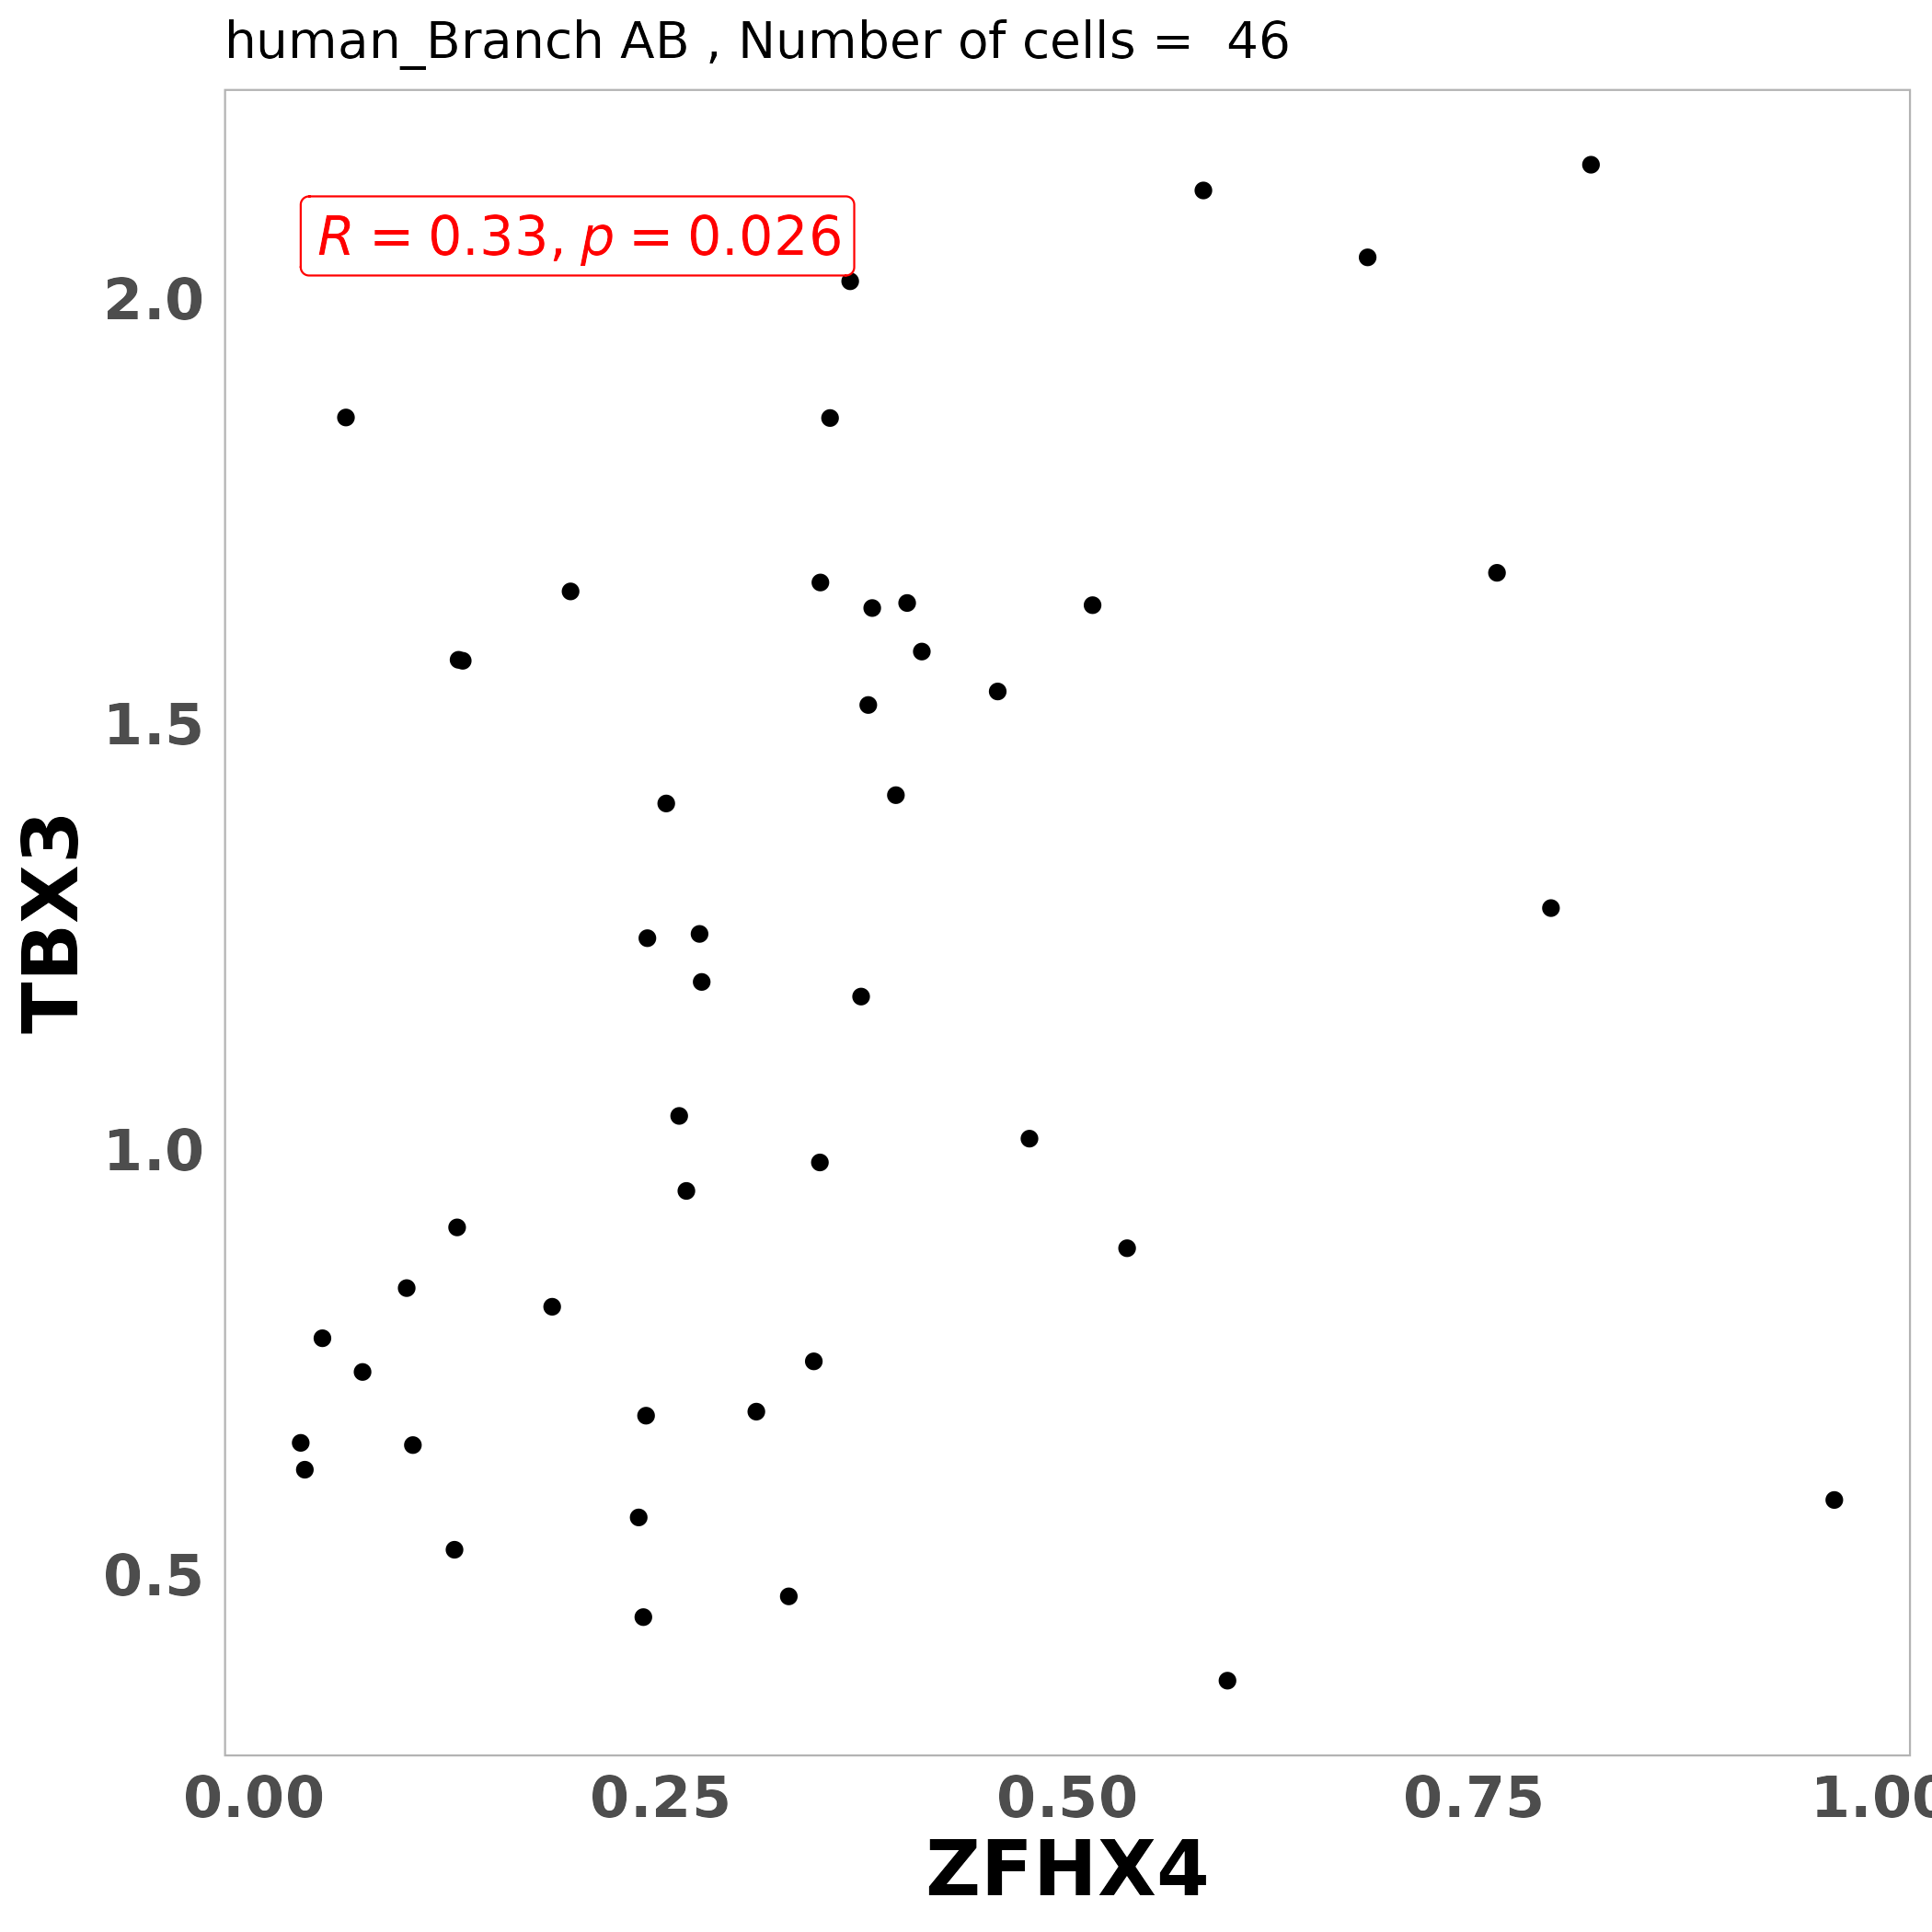 human_Branch AB , Number of cells =  46
R = 0.33, p = 0.026
2.0
1.5
1.0
0.5
TBX3
0.00 0.25 0.50 0.75 1.00
ZFHX4